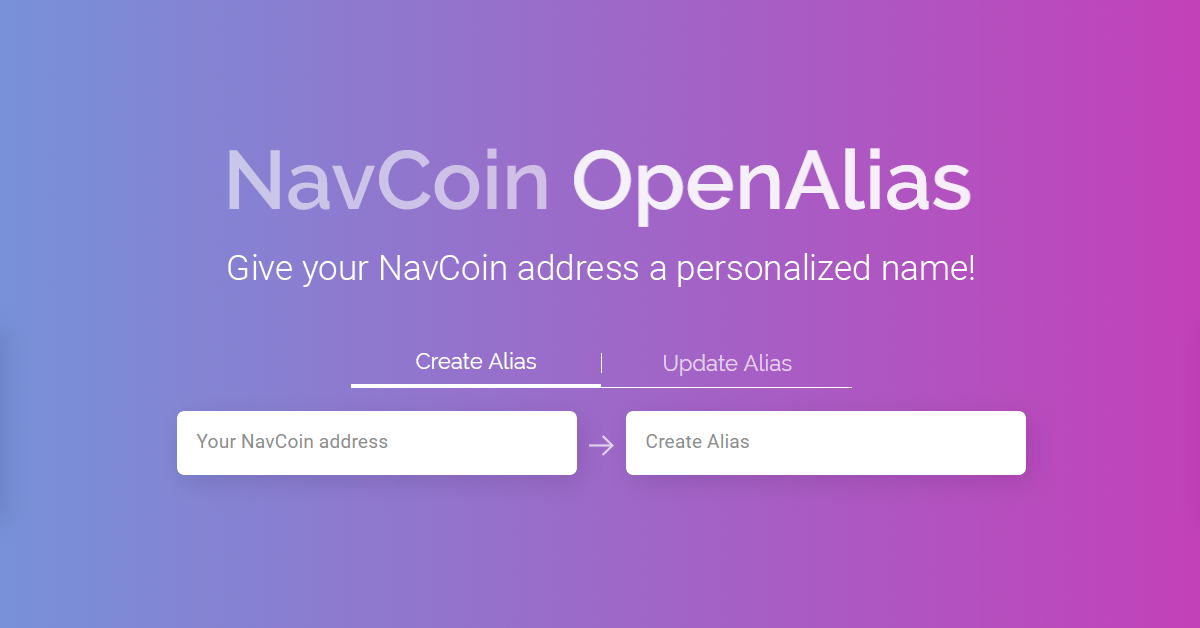 NavCoin OpenAlias
Give your NavCoin address a personalized name!
Create Alias | Update Alias
Your NavCoin address → Create Alias